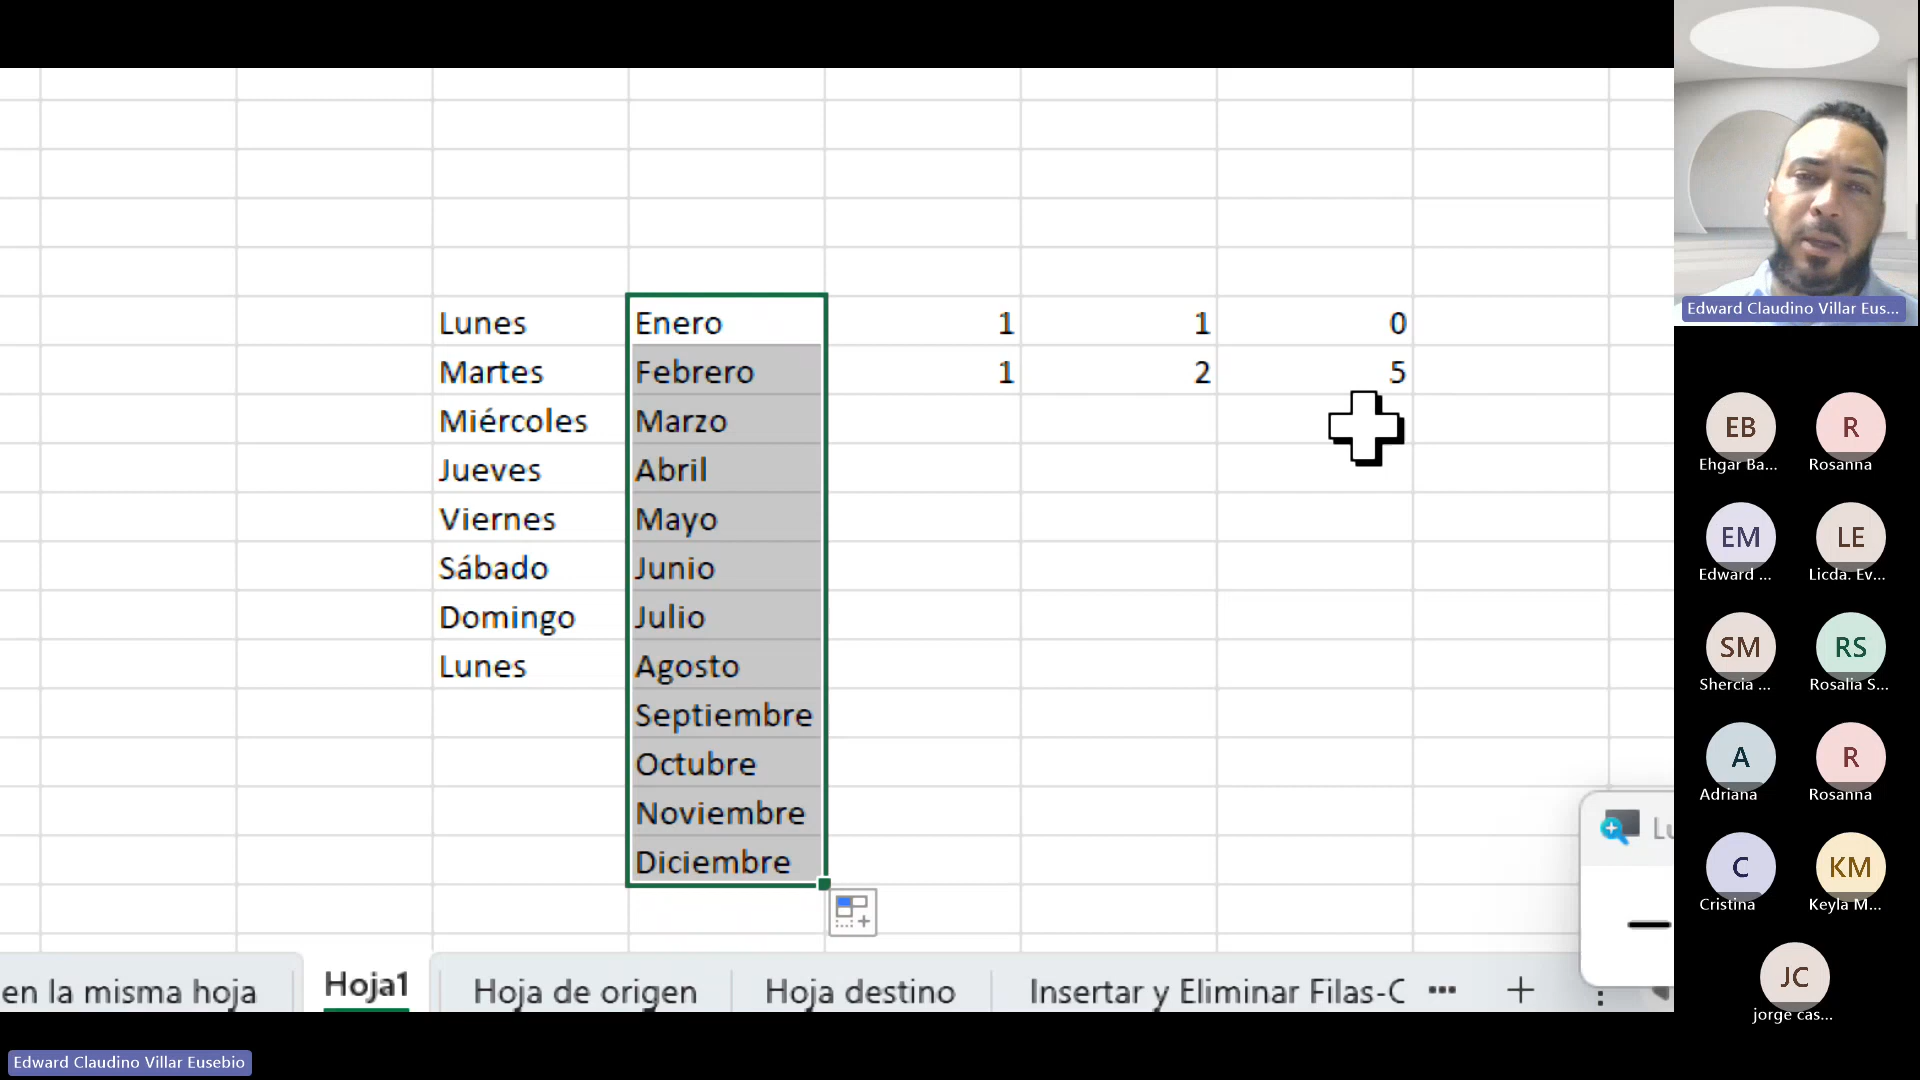 Lunes Enero 1 1 0
Martes Febrero 1 2 5
Miércoles Marzo
Jueves Abril
Viernes Mayo
Sábado Junio
Domingo Julio
Lunes Agosto
Septiembre
Octubre
Noviembre
Diciembre
en la misma hoja Hoja1 Hoja de origen Hoja destino Insertar y Eliminar Filas-C
Lu
Edward Claudino Villar Eus...
EB R
Ehgar Ba... Rosanna
EM LE
Edward ... Licda. Ev...
SM RS
Shercia ... Rosalia S...
A R
Adriana Rosanna
C KM
Cristina Keyla M...
JC
jorge cas...
Edward Claudino Villar Eusebio